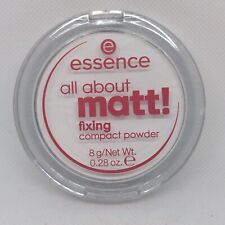 e
essence
all about
matt!
fixing
compact powder
8 g/Net Wt.
0.28 oz. ℮